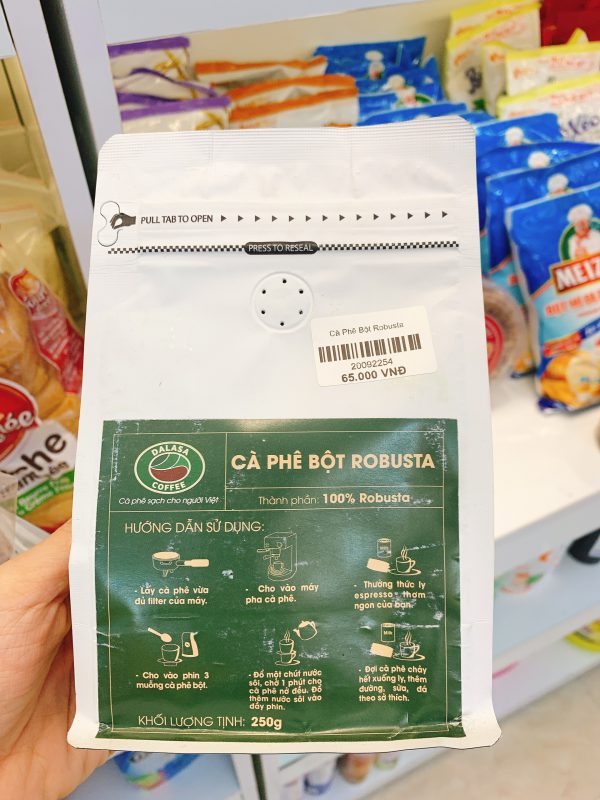 PULL TAB TO OPEN
PRESS TO RESEAL
Cà Phê Bột Robusta
20092254
65.000 VNĐ
DALASA
COFFEE
Cà phê sạch cho người Việt
CÀ PHÊ BỘT ROBUSTA
Thành phần: 100% Robusta
HƯỚNG DẪN SỬ DỤNG:
- Lấy cà phê vừa
đủ filter của máy.
- Cho vào máy
pha cà phê.
- Thưởng thức ly
espresso thơm
ngon của bạn.
- Cho vào phin 3
muỗng cà phê bột.
- Đổ một chút nước
sôi, chờ 1 phút cho
cà phê nở đều. Đổ
thêm nước sôi vào
đầy phin.
Milk
- Đợi cà phê chảy
hết xuống ly, thêm
đường, sữa, đá
theo sở thích.
KHỐI LƯỢNG TỊNH: 250g